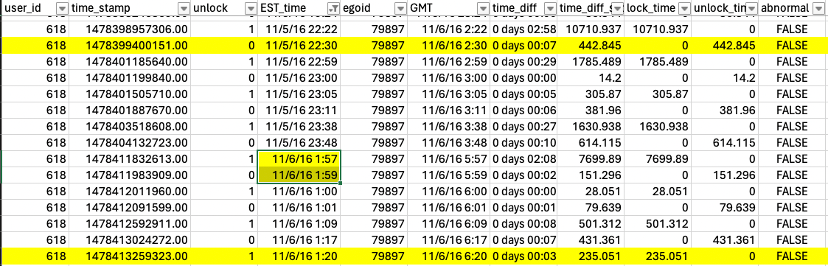 user_id time_stamp unlock EST_time egoid GMT time_diff time_diff_s lock_time unlock_tim abnormal
618 1478398957306.00 1 11/5/16 22:22 79897 11/6/16 2:22 0 days 02:58 10710.937 10710.937 0 FALSE
618 1478399400151.00 0 11/5/16 22:30 79897 11/6/16 2:30 0 days 00:07 442.845 0 442.845 FALSE
618 1478401185640.00 1 11/5/16 22:59 79897 11/6/16 2:59 0 days 00:29 1785.489 1785.489 0 FALSE
618 1478401199840.00 0 11/5/16 23:00 79897 11/6/16 3:00 0 days 00:00 14.2 0 14.2 FALSE
618 1478401505710.00 1 11/5/16 23:05 79897 11/6/16 3:05 0 days 00:05 305.87 305.87 0 FALSE
618 1478401887670.00 0 11/5/16 23:11 79897 11/6/16 3:11 0 days 00:06 381.96 0 381.96 FALSE
618 1478403518608.00 1 11/5/16 23:38 79897 11/6/16 3:38 0 days 00:27 1630.938 1630.938 0 FALSE
618 1478404132723.00 0 11/5/16 23:48 79897 11/6/16 3:48 0 days 00:10 614.115 0 614.115 FALSE
618 1478411832613.00 1 11/6/16 1:57 79897 11/6/16 5:57 0 days 02:08 7699.89 7699.89 0 FALSE
618 1478411983909.00 0 11/6/16 1:59 79897 11/6/16 5:59 0 days 00:02 151.296 0 151.296 FALSE
618 1478412011960.00 1 11/6/16 1:00 79897 11/6/16 6:00 0 days 00:00 28.051 28.051 0 FALSE
618 1478412091599.00 0 11/6/16 1:01 79897 11/6/16 6:01 0 days 00:01 79.639 0 79.639 FALSE
618 1478412592911.00 1 11/6/16 1:09 79897 11/6/16 6:09 0 days 00:08 501.312 501.312 0 FALSE
618 1478413024272.00 0 11/6/16 1:17 79897 11/6/16 6:17 0 days 00:07 431.361 0 431.361 FALSE
618 1478413259323.00 1 11/6/16 1:20 79897 11/6/16 6:20 0 days 00:03 235.051 235.051 0 FALSE